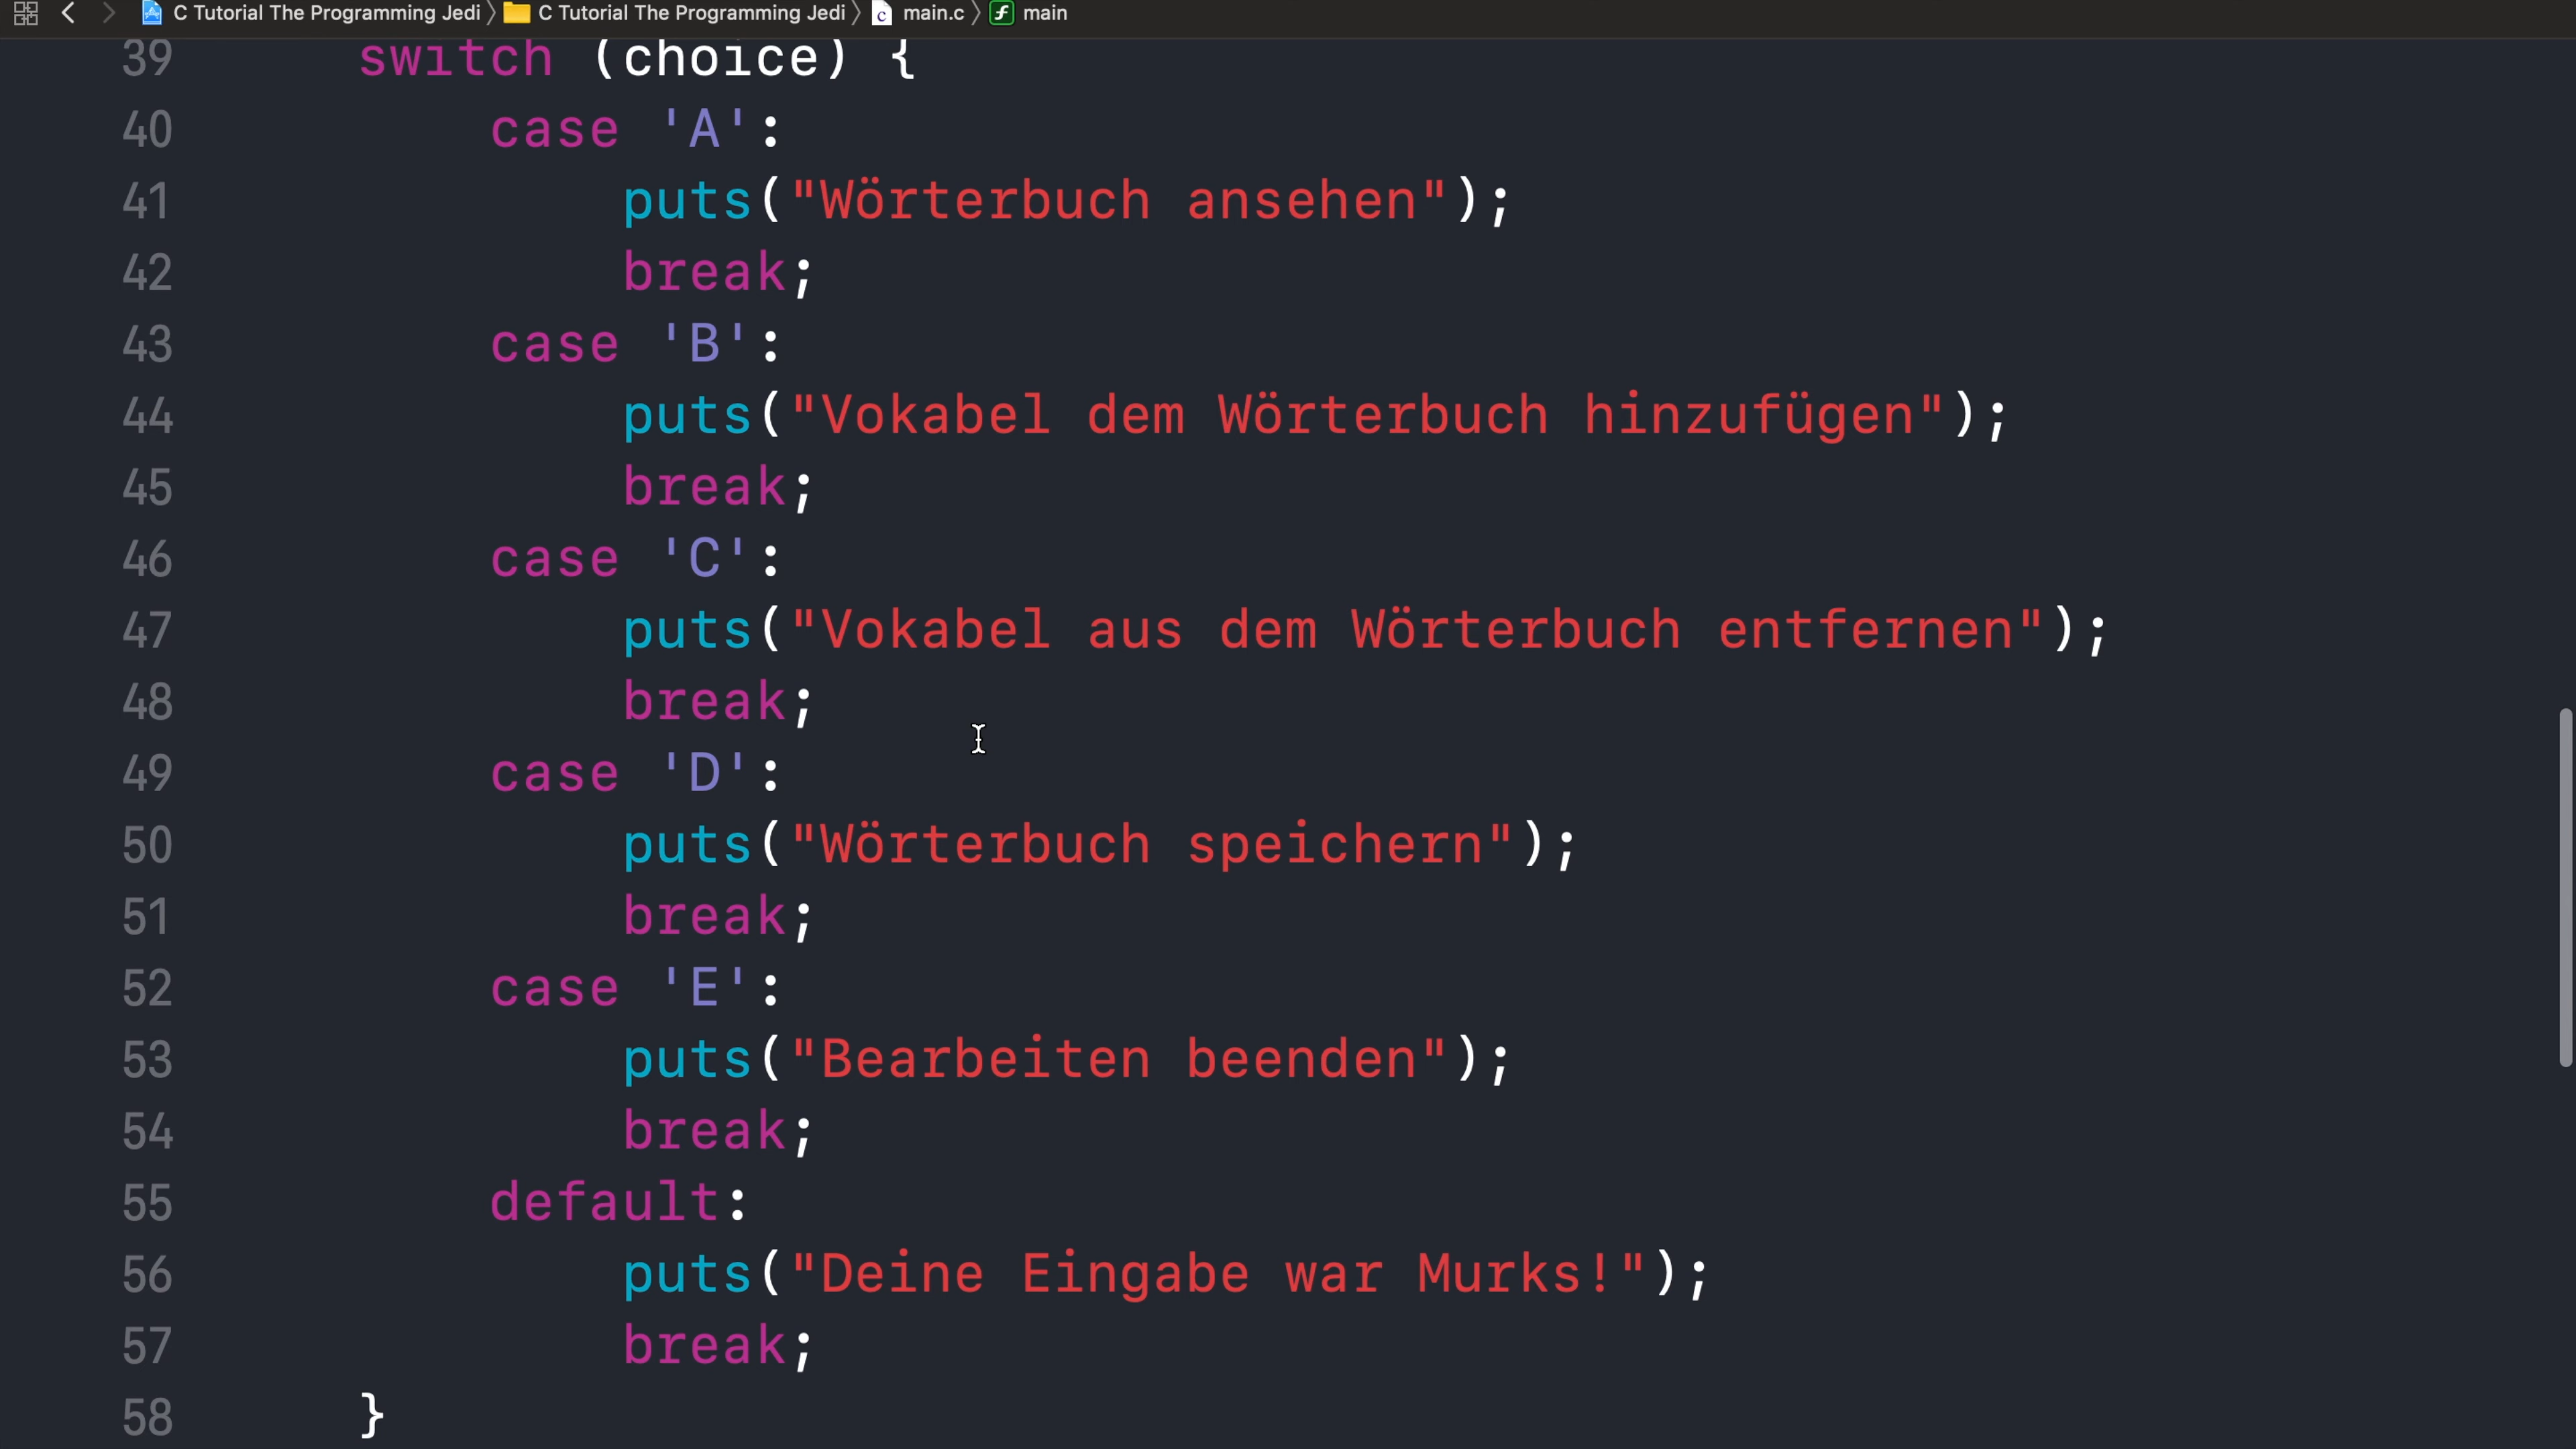 C Tutorial The Programming Jedi 〉 C Tutorial The Programming Jedi 〉 main.c 〉 main
39 switch (choice) {
40 case 'A':
41 puts("Wörterbuch ansehen");
42 break;
43 case 'B':
44 puts("Vokabel dem Wörterbuch hinzufügen");
45 break;
46 case 'C':
47 puts("Vokabel aus dem Wörterbuch entfernen");
48 break;
49 case 'D':
50 puts("Wörterbuch speichern");
51 break;
52 case 'E':
53 puts("Bearbeiten beenden");
54 break;
55 default:
56 puts("Deine Eingabe war Murks!");
57 break;
58 }